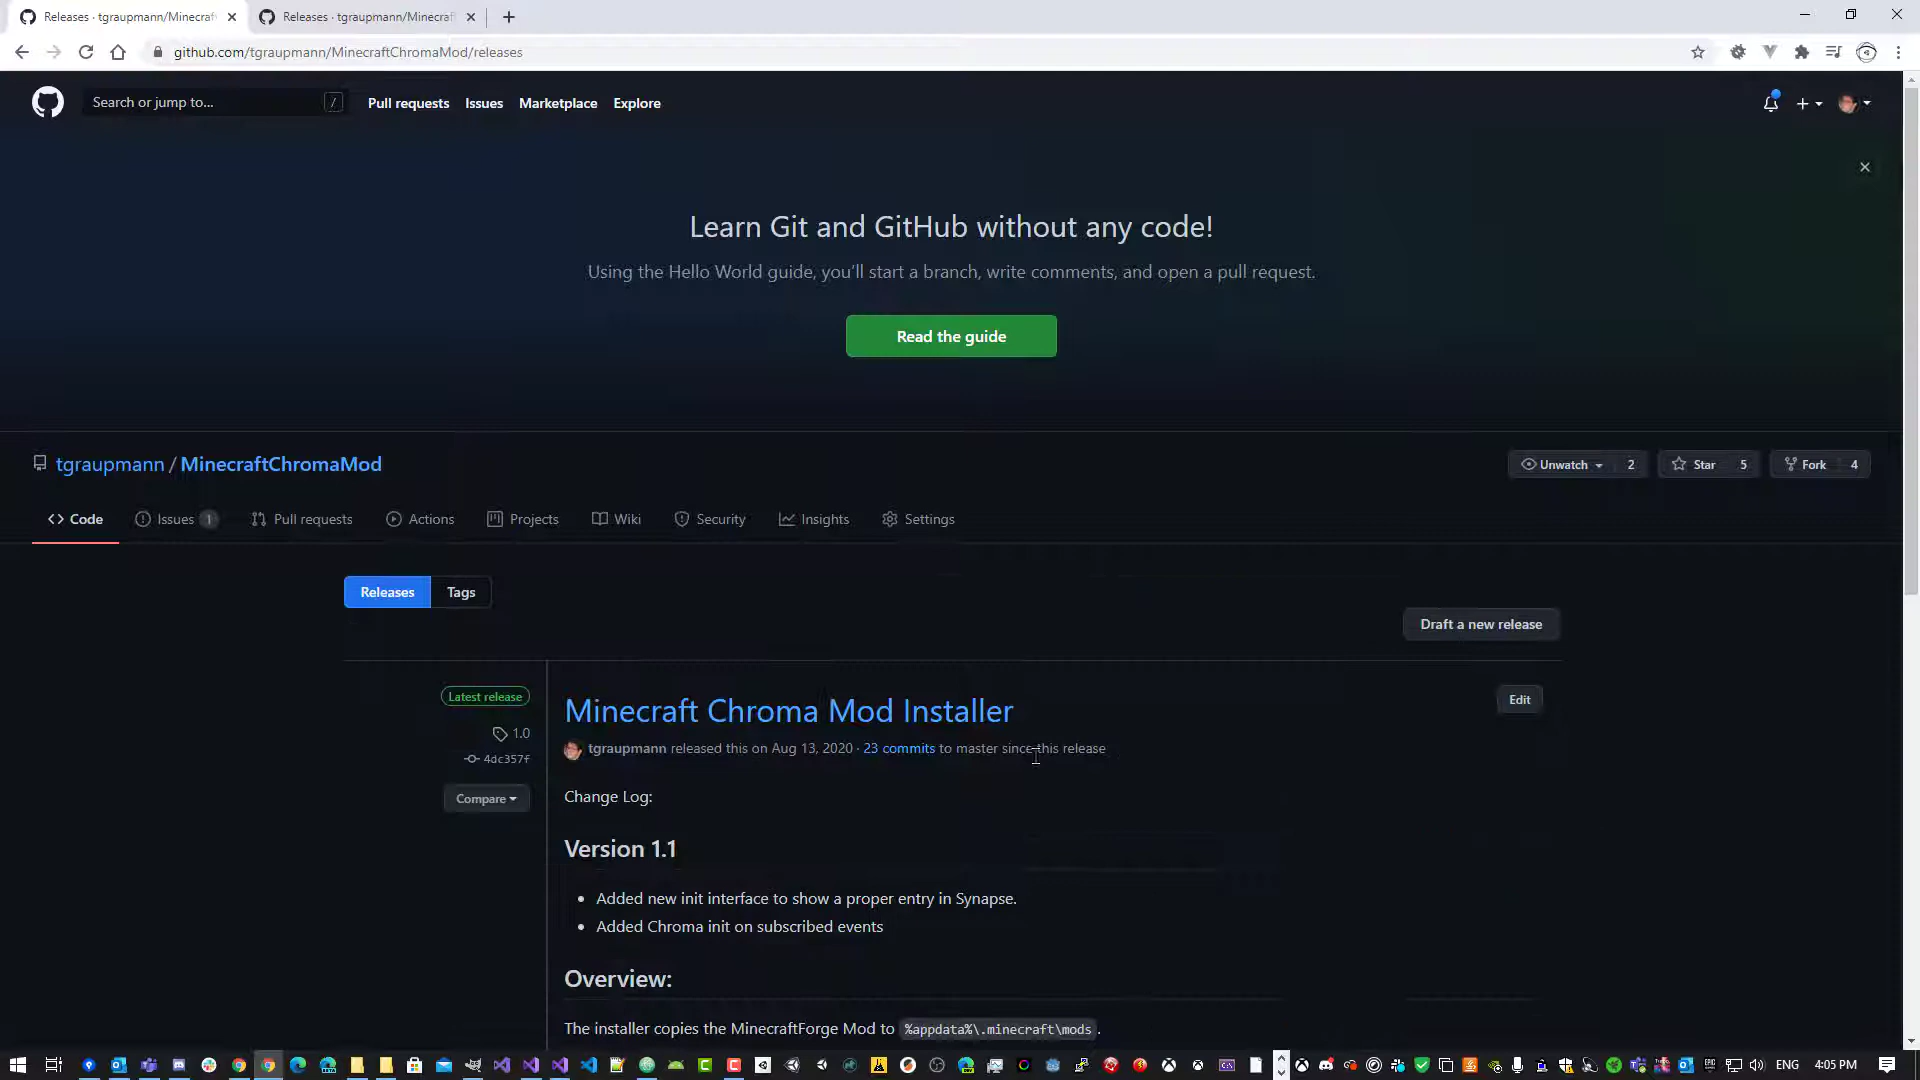 Releases · tgraupmann/Minecraf
Releases · tgraupmann/Minecraf
github.com/tgraupmann/MinecraftChromaMod/releases
Search or jump to...
/
Pull requests
Issues
Marketplace
Explore
Learn Git and GitHub without any code!
Using the Hello World guide, you'll start a branch, write comments, and open a pull request.
Read the guide
tgraupmann / MinecraftChromaMod
Unwatch 2
Star 5
Fork 4
Code
Issues 1
Pull requests
Actions
Projects
Wiki
Security
Insights
Settings
Releases
Tags
Draft a new release
Latest release
1.0
4dc357f
Compare
Minecraft Chroma Mod Installer
Edit
tgraupmann released this on Aug 13, 2020 · 23 commits to master since this release
Change Log:
Version 1.1
• Added new init interface to show a proper entry in Synapse.
• Added Chroma init on subscribed events
Overview:
The installer copies the MinecraftForge Mod to %appdata%\.minecraft\mods.
ENG
4:05 PM